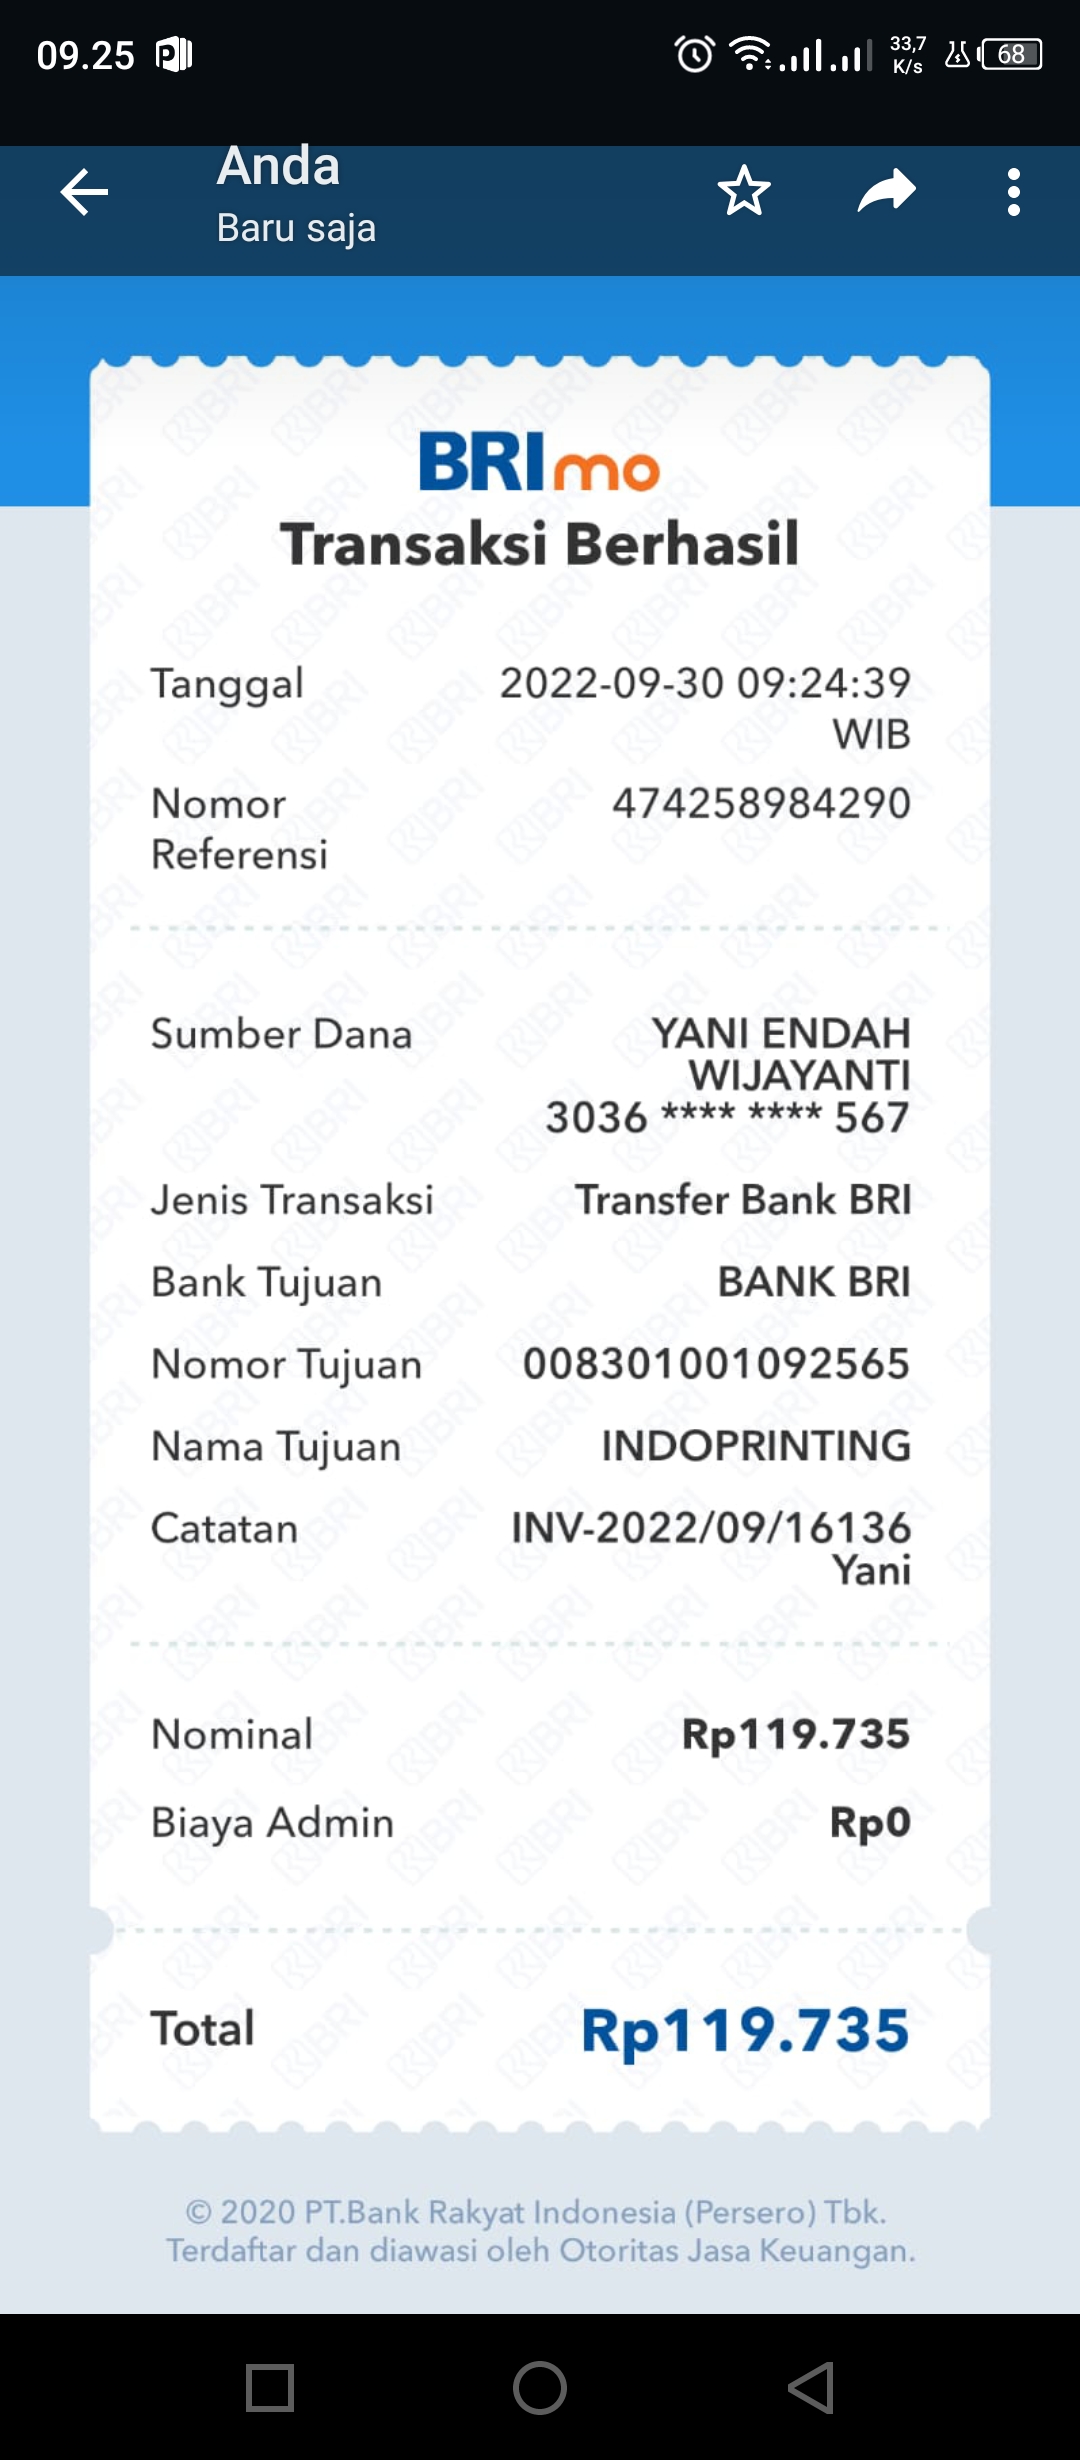 09.25
33,7
K/s
68
Anda
Baru saja
BRImo
Transaksi Berhasil
Tanggal 2022-09-30 09:24:39
WIB
Nomor 474258984290
Referensi
Sumber Dana YANI ENDAH
WIJAYANTI
3036 **** **** 567
Jenis Transaksi Transfer Bank BRI
Bank Tujuan BANK BRI
Nomor Tujuan 008301001092565
Nama Tujuan INDOPRINTING
Catatan INV-2022/09/16136
Yani
Nominal Rp119.735
Biaya Admin Rp0
Total Rp119.735
© 2020 PT.Bank Rakyat Indonesia (Persero) Tbk.
Terdaftar dan diawasi oleh Otoritas Jasa Keuangan.